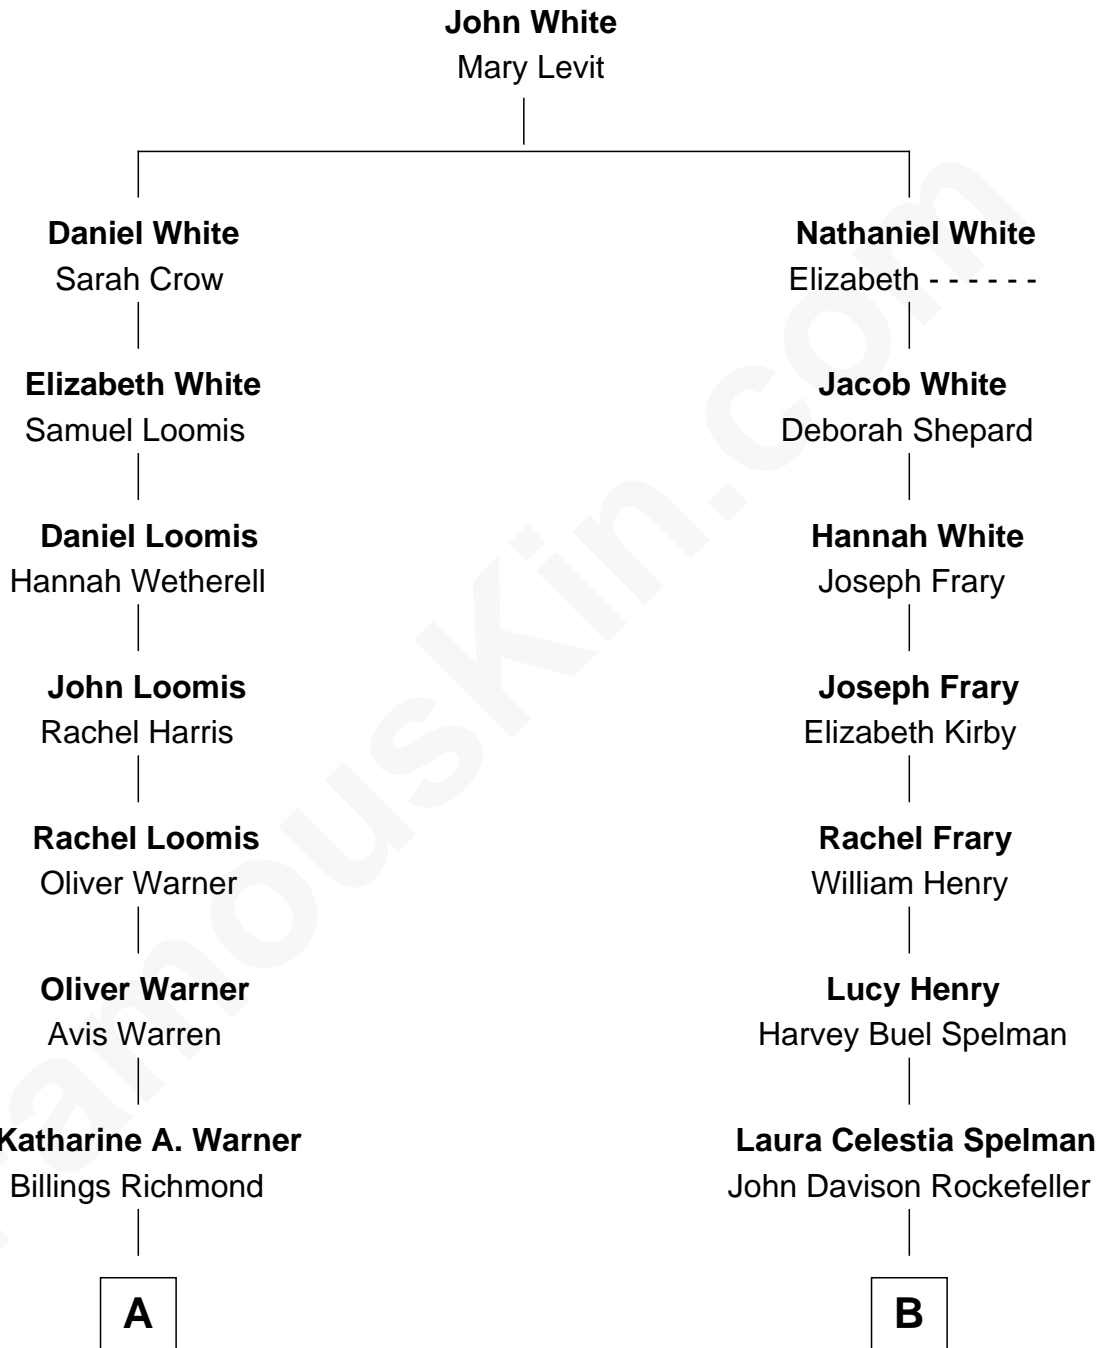 John White
Mary Levit
Daniel White
Sarah Crow
Nathaniel White
Elizabeth - - - - - -
Elizabeth White
Samuel Loomis
Jacob White
Deborah Shepard
Daniel Loomis
Hannah Wetherell
Hannah White
Joseph Frary
John Loomis
Rachel Harris
Joseph Frary
Elizabeth Kirby
Rachel Loomis
Oliver Warner
Rachel Frary
William Henry
Oliver Warner
Avis Warren
Lucy Henry
Harvey Buel Spelman
Katharine A. Warner
Billings Richmond
Laura Celestia Spelman
John Davison Rockefeller
A
B
FamousKin.com